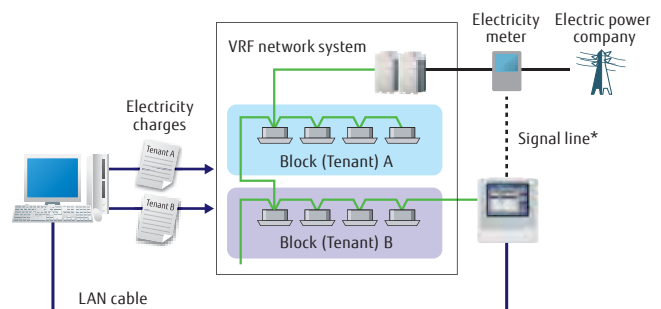 Electricity
meter
Electric power
company
VRF network system
Electricity
charges
Tenant A
Block (Tenant) A
Signal line*
Tenant B
Block (Tenant) B
LAN cable